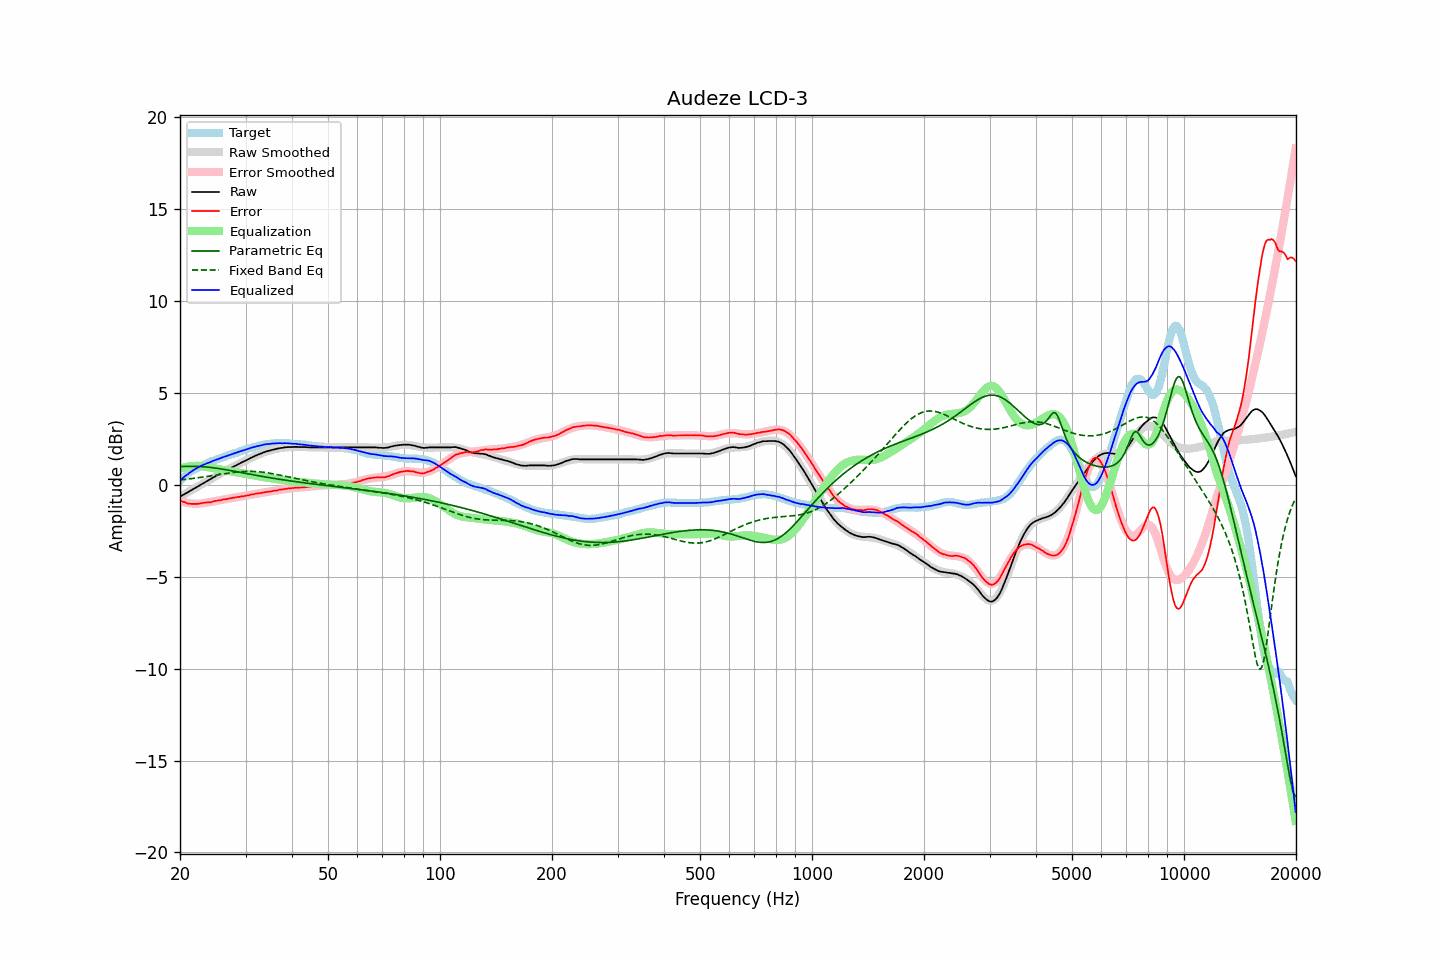 Audeze LCD-3
Target
Raw Smoothed
Error Smoothed
Raw
Error
Equalization
Parametric Eq
Fixed Band Eq
Equalized
20
15
10
5
0
−5
−10
−15
−20
Amplitude (dBr)
20
50
100
200
500
1000
2000
5000
10000
20000
Frequency (Hz)